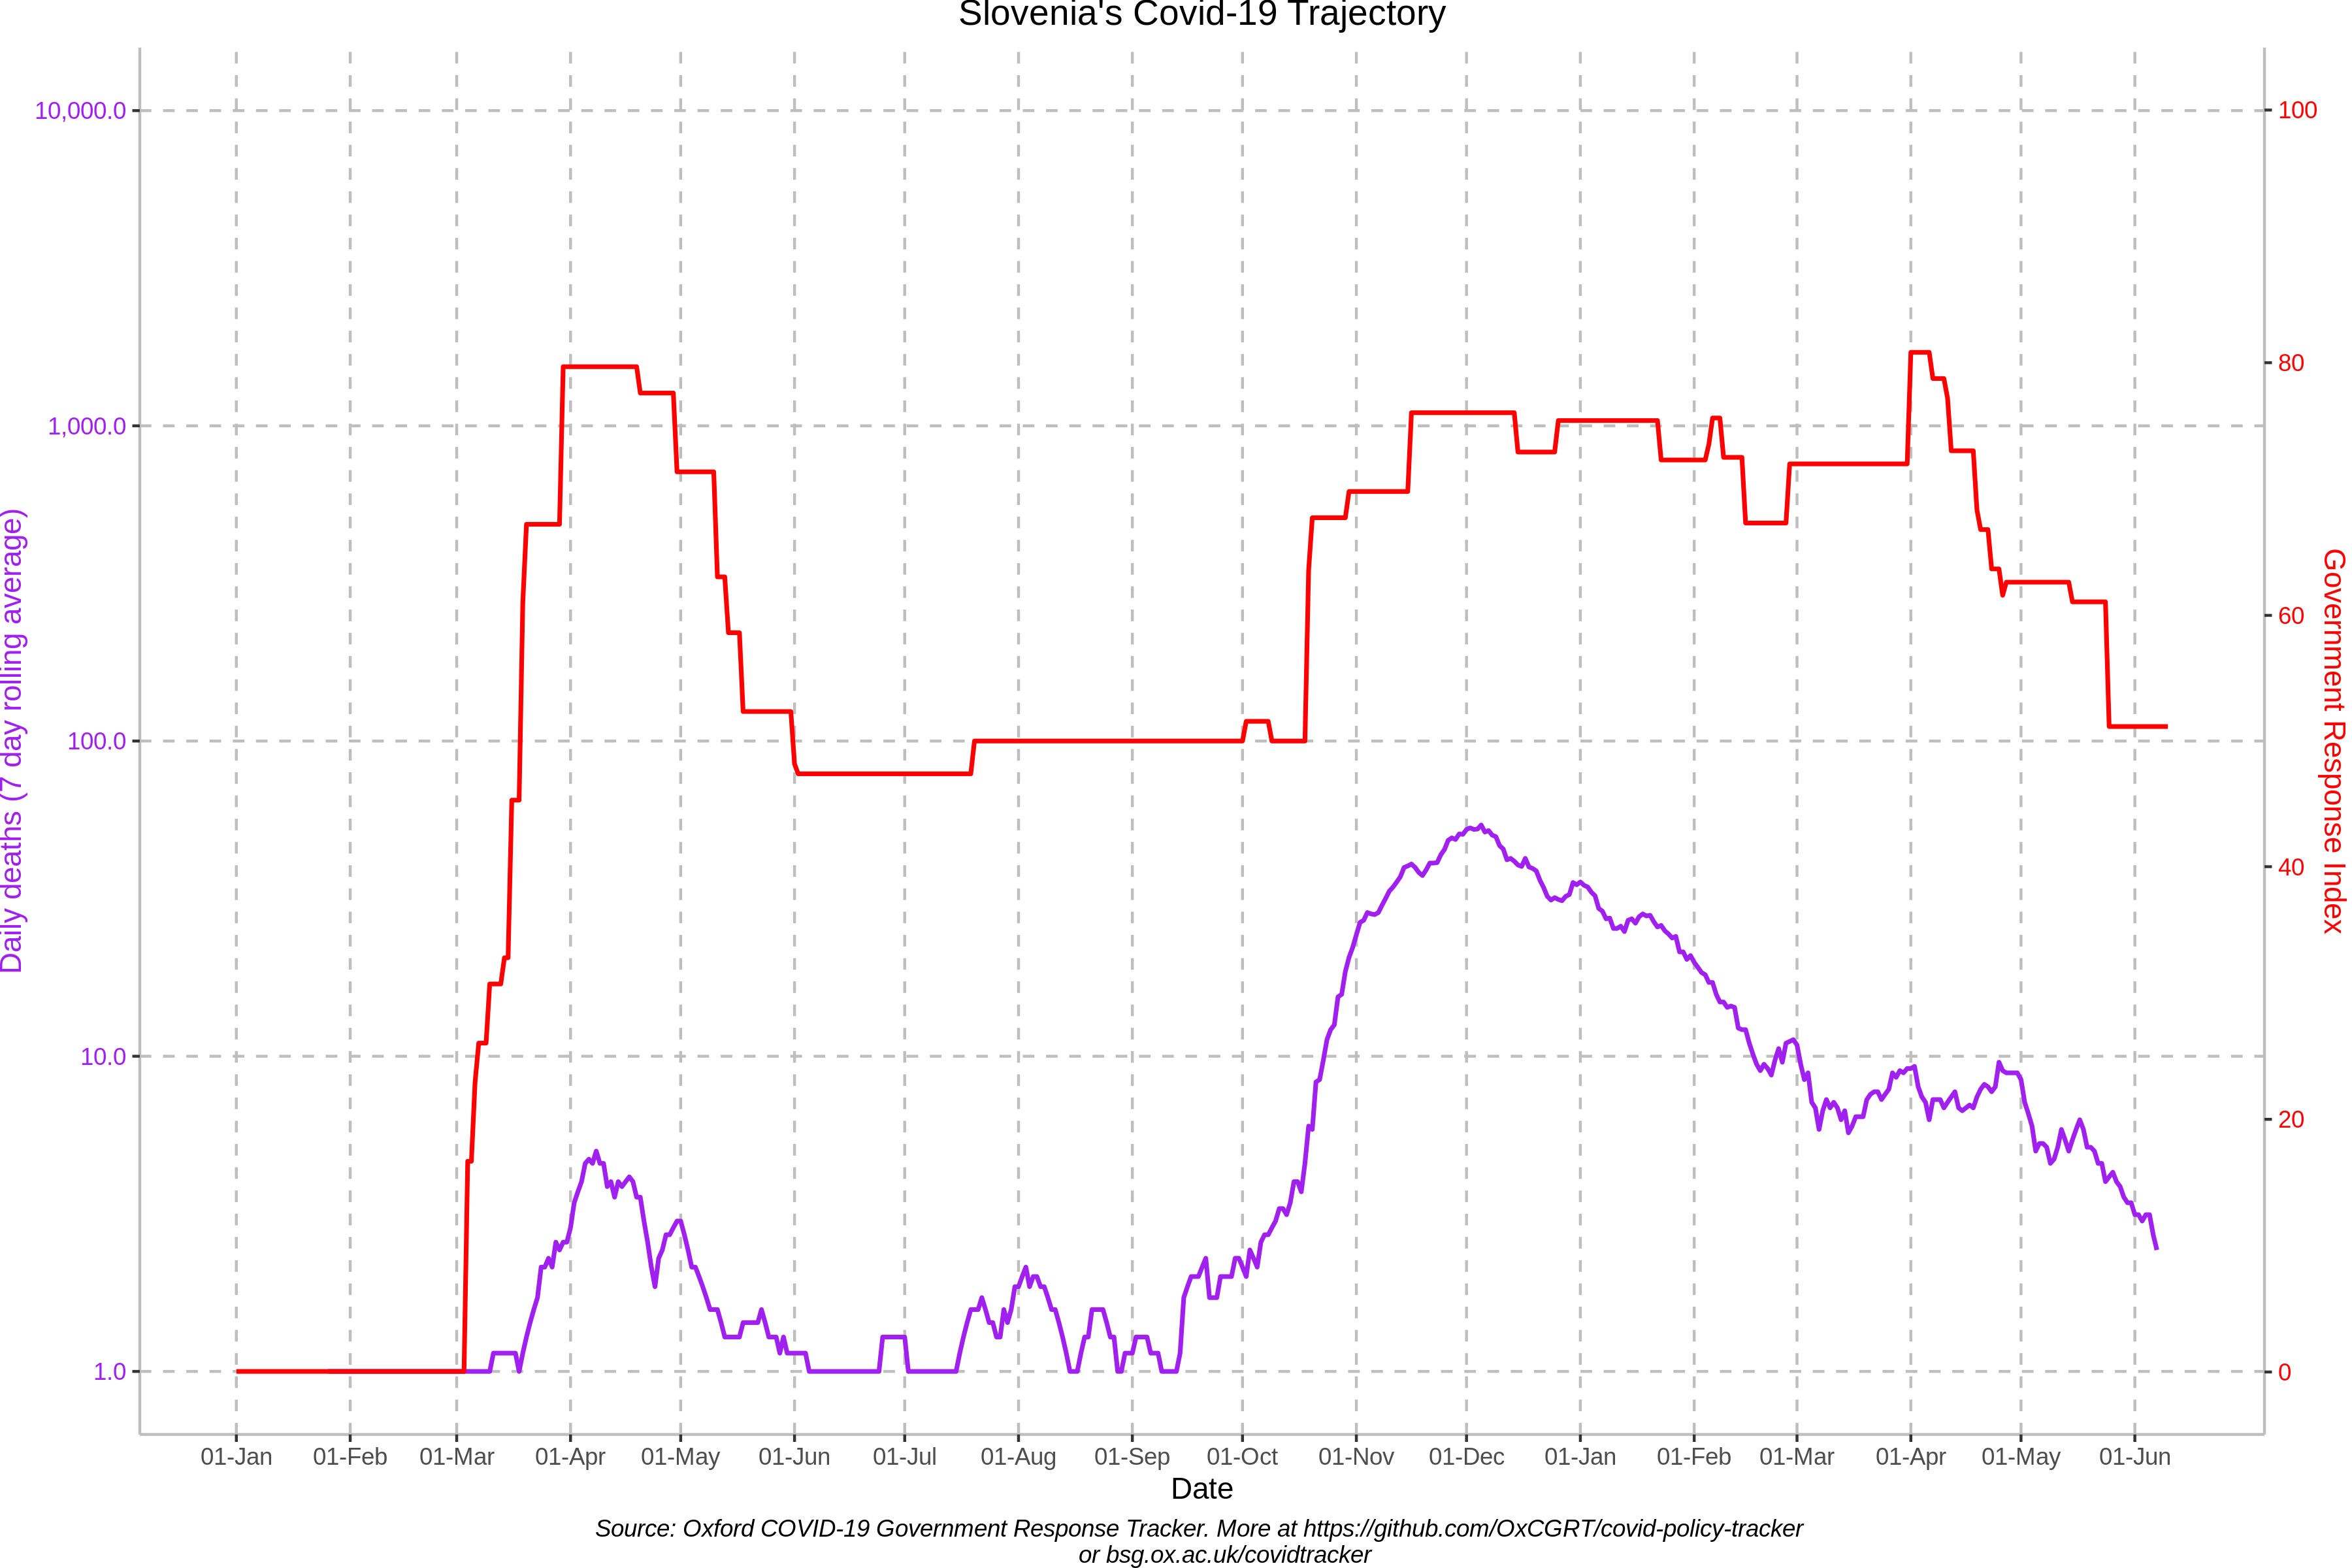 Slovenia's Covid-19 Trajectory
10,000.0
1,000.0
100.0
10.0
1.0
Daily deaths (7 day rolling average)
100
80
60
40
20
0
Government Response Index
01-Jan 01-Feb 01-Mar 01-Apr 01-May 01-Jun 01-Jul 01-Aug 01-Sep 01-Oct 01-Nov 01-Dec 01-Jan 01-Feb 01-Mar 01-Apr 01-May 01-Jun
Date
Source: Oxford COVID-19 Government Response Tracker. More at https://github.com/OxCGRT/covid-policy-tracker
or bsg.ox.ac.uk/covidtracker